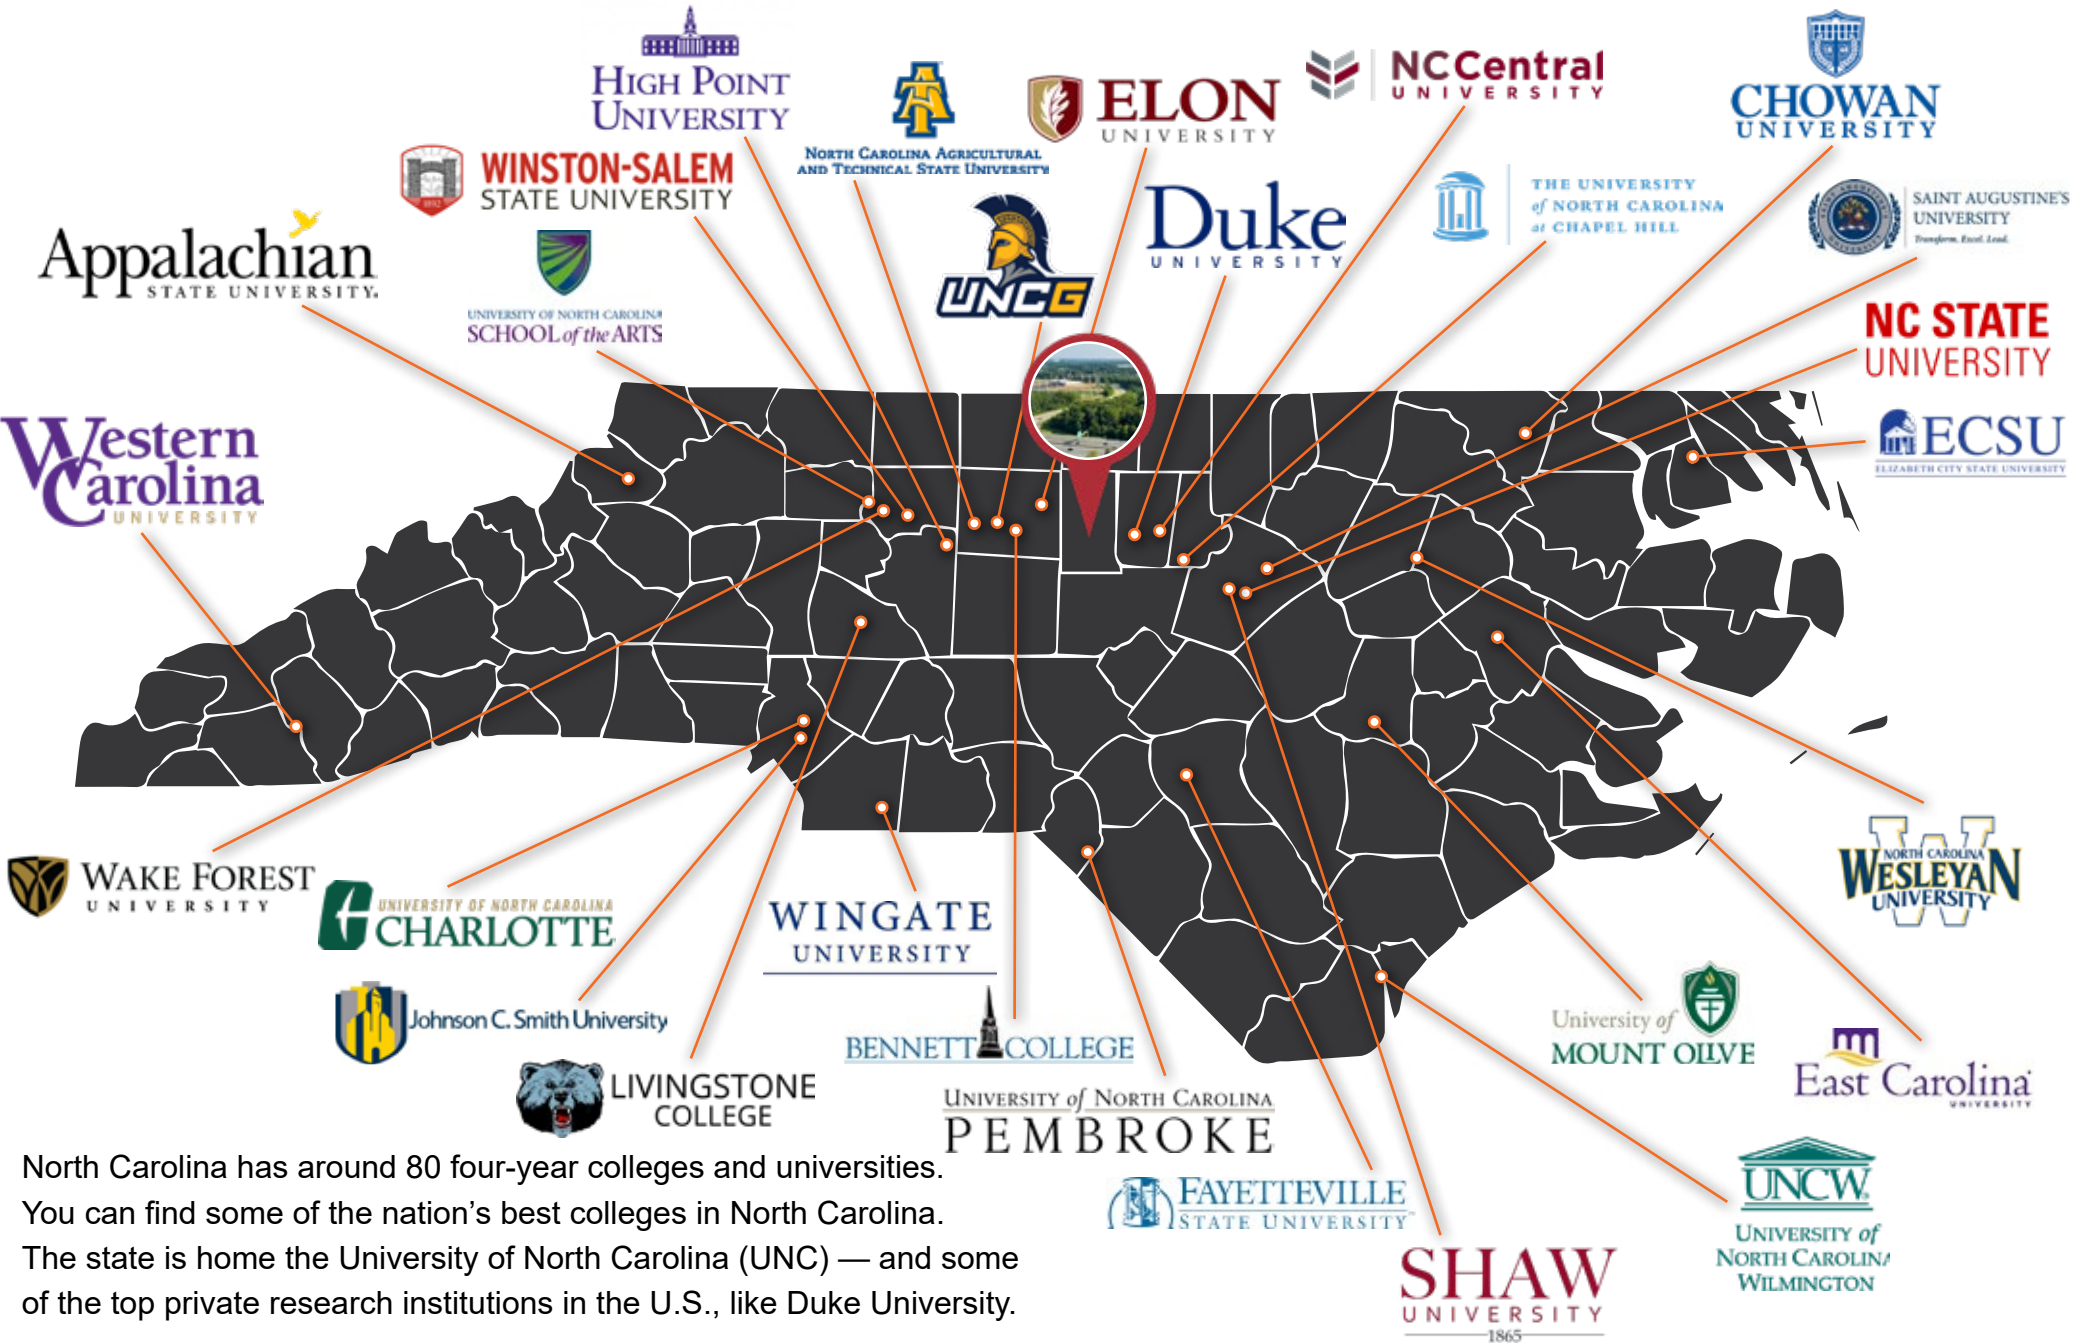 HIGH POINT
UNIVERSITY
NORTH CAROLINA AGRICULTURAL
AND TECHNICAL STATE UNIVERSITY
ELON
UNIVERSITY
NCCentral
UNIVERSITY
CHOWAN
UNIVERSITY
WINSTON-SALEM
STATE UNIVERSITY
1892
Appalachian
STATE UNIVERSITY.
UNIVERSITY OF NORTH CAROLINA
SCHOOL of the ARTS
UNCG
Duke
UNIVERSITY
THE UNIVERSITY
of NORTH CAROLINA
at CHAPEL HILL
SAINT AUGUSTINE'S
UNIVERSITY
Transform. Excel. Lead.
NC STATE
UNIVERSITY
ECSU
ELIZABETH CITY STATE UNIVERSITY
Western
Carolina
UNIVERSITY
WAKE FOREST
UNIVERSITY
UNIVERSITY OF NORTH CAROLINA
CHARLOTTE
WINGATE
UNIVERSITY
W
NORTH CAROLINA
WESLEYAN
UNIVERSITY
Johnson C. Smith University
BENNETT COLLEGE
University of
MOUNT OLIVE
LIVINGSTONE
COLLEGE
UNIVERSITY of NORTH CAROLINA
PEMBROKE
East Carolina
UNIVERSITY
FAYETTEVILLE
STATE UNIVERSITY
UNCW
UNIVERSITY of
NORTH CAROLINA
WILMINGTON
SHAW
UNIVERSITY
1865
North Carolina has around 80 four-year colleges and universities.
You can find some of the nation’s best colleges in North Carolina.
The state is home the University of North Carolina (UNC) — and some
of the top private research institutions in the U.S., like Duke University.